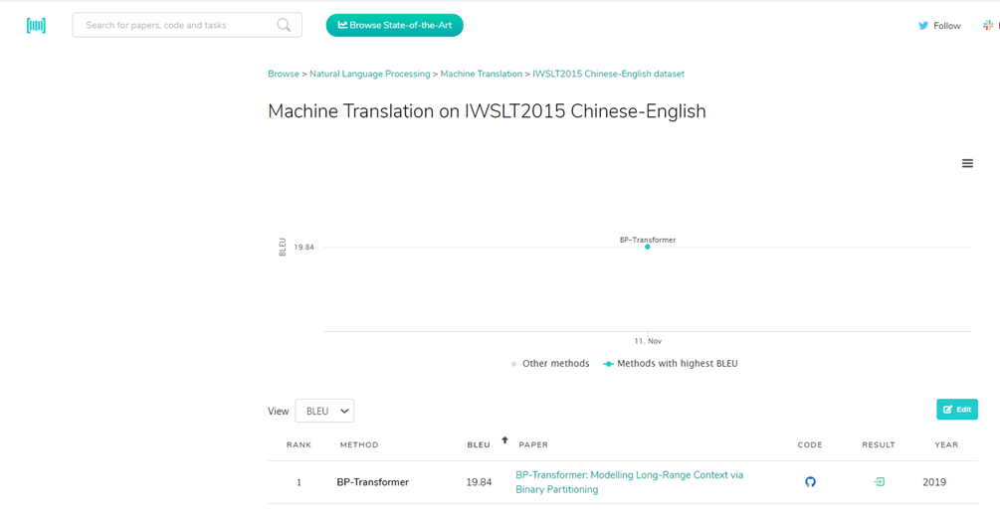 Search for papers, code and tasks
Browse State-of-the-Art
Follow
Browse > Natural Language Processing > Machine Translation > IWSLT2015 Chinese-English dataset
Machine Translation on IWSLT2015 Chinese-English
BLEU
19.84
BP-Transformer
11. Nov
Other methods
Methods with highest BLEU
View BLEU
Edit
RANK METHOD BLEU PAPER CODE RESULT YEAR
1 BP-Transformer 19.84 BP-Transformer: Modelling Long-Range Context via 2019
Binary Partitioning